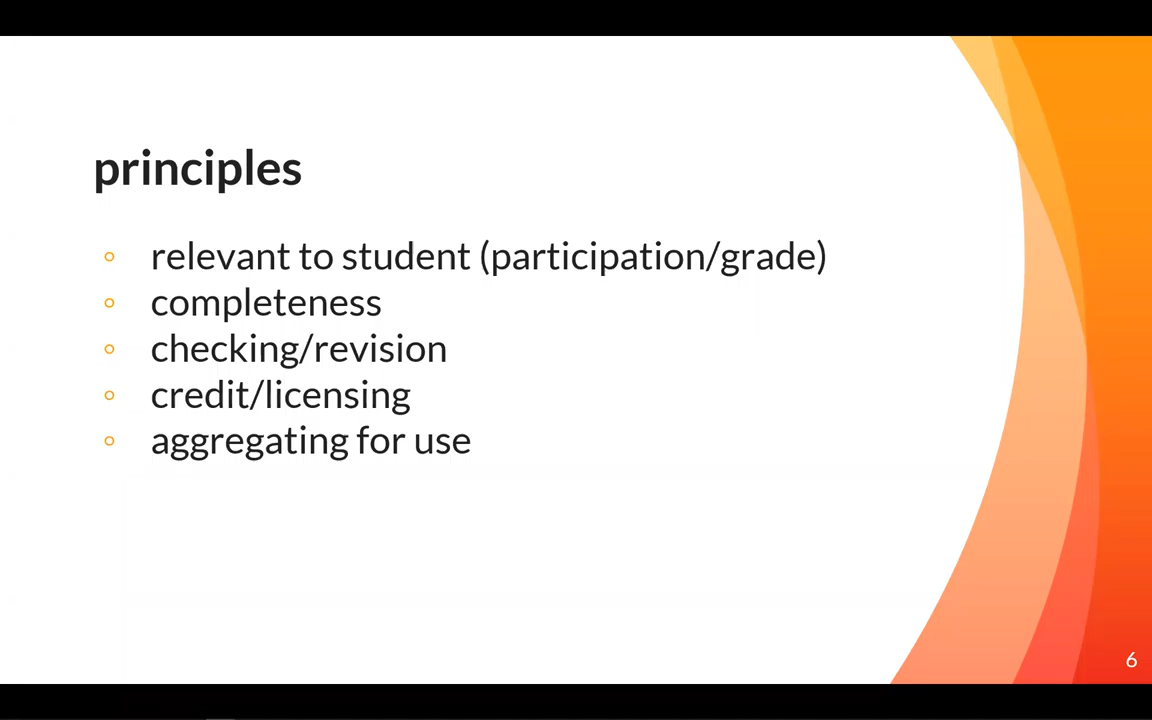 principles
◦ relevant to student (participation/grade)
◦ completeness
◦ checking/revision
◦ credit/licensing
◦ aggregating for use
6